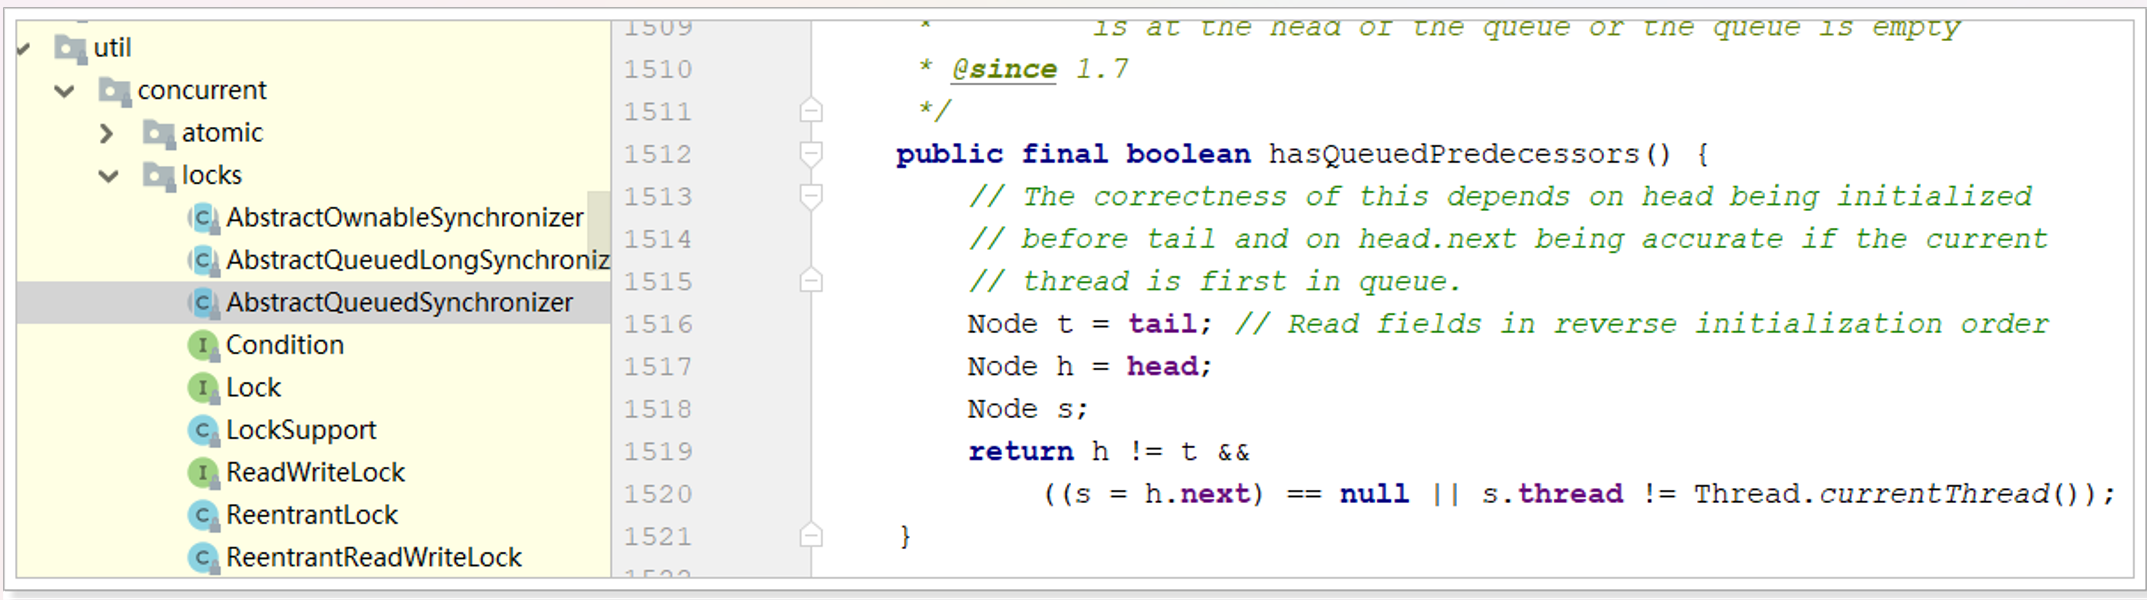 util
concurrent
atomic
locks
AbstractOwnableSynchronizer
AbstractQueuedLongSynchroniz
AbstractQueuedSynchronizer
Condition
Lock
LockSupport
ReadWriteLock
ReentrantLock
ReentrantReadWriteLock
1509 * is at the head of the queue or the queue is empty
1510 * @since 1.7
1511 */
1512 public final boolean hasQueuedPredecessors() {
1513 // The correctness of this depends on head being initialized
1514 // before tail and on head.next being accurate if the current
1515 // thread is first in queue.
1516 Node t = tail; // Read fields in reverse initialization order
1517 Node h = head;
1518 Node s;
1519 return h != t &&
1520 ((s = h.next) == null || s.thread != Thread.currentThread());
1521 }